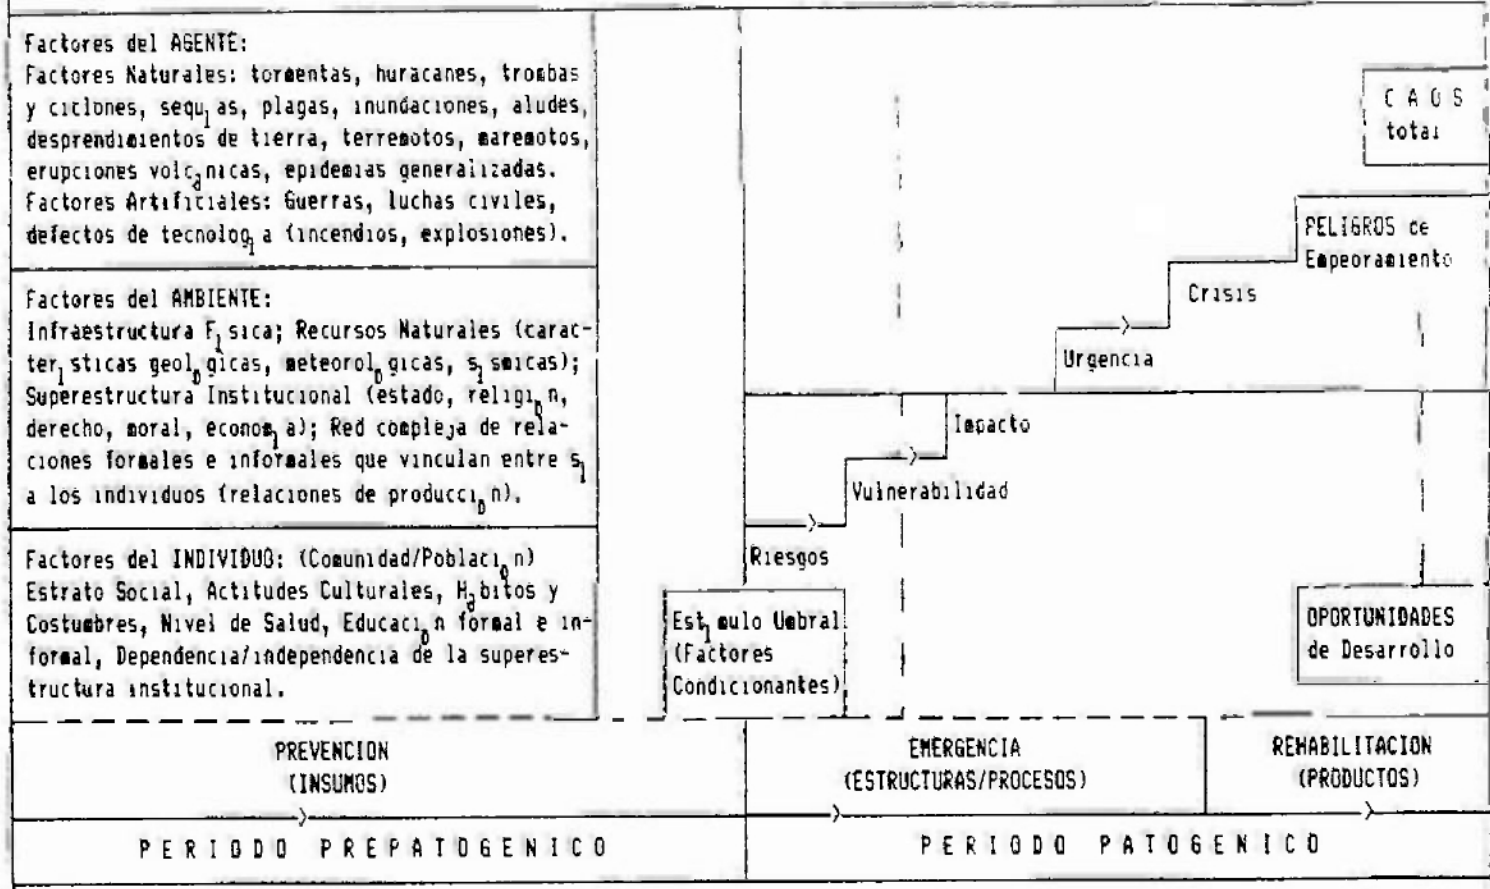 Factores del AGENTE:
Factores Naturales: tormentas, huracanes, trombas
y ciclones, sequías, plagas, inundaciones, aludes,
desprendimientos de tierra, terremotos, maremotos,
erupciones volcánicas, epidemias generalizadas.
Factores Artificiales: Guerras, luchas civiles,
defectos de tecnología (incendios, explosiones).
Factores del AMBIENTE:
Infraestructura Física; Recursos Naturales (carac-
terísticas geológicas, meteorológicas, sísmicas);
Superestructura Institucional (estado, religión,
derecho, moral, economía); Red compleja de rela-
ciones formales e informales que vinculan entre sí
a los individuos (relaciones de producción).
Factores del INDIVIDUO: (Comunidad/Población)
Estrato Social, Actitudes Culturales, Hábitos y
Costumbres, Nivel de Salud, Educación formal e in-
formal, Dependencia/independencia de la superes-
tructura institucional.
CAOS
total
PELIGROS de
Empeoramiento
Crisis
Urgencia
Impacto
Vulnerabilidad
Riesgos
Estímulo Umbral
(Factores
Condicionantes)
OPORTUNIDADES
de Desarrollo
PREVENCION
(INSUMOS)
EMERGENCIA
(ESTRUCTURAS/PROCESOS)
REHABILITACION
(PRODUCTOS)
PERIODO PREPATOGENICO
PERIODO PATOGENICO